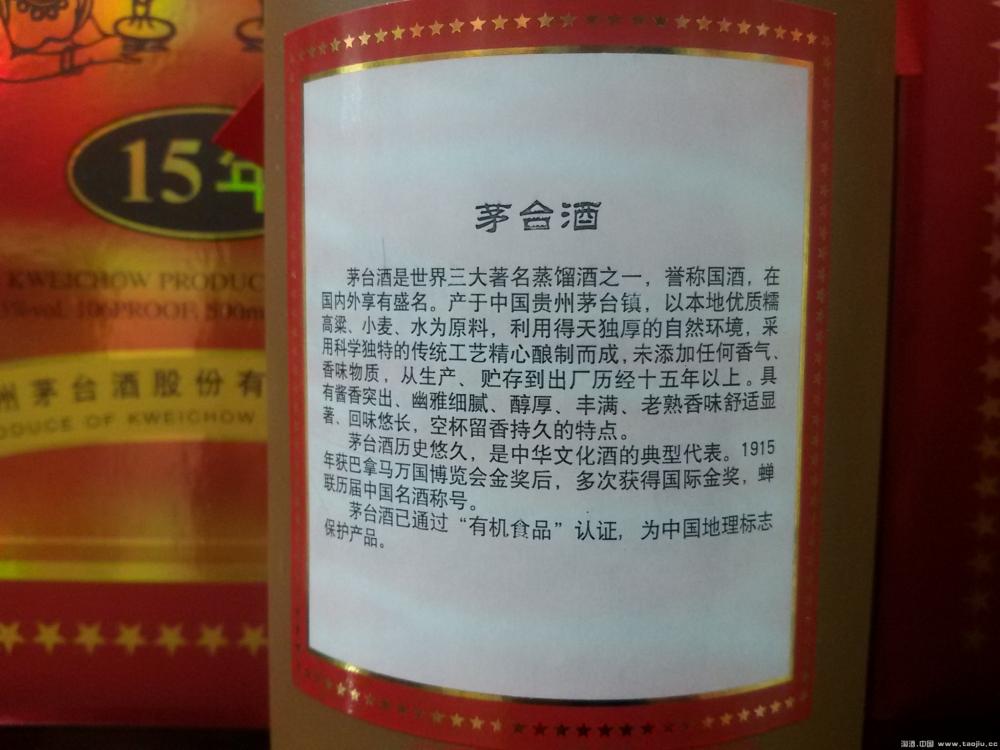 15年
KWEICHOW PRODUC
%vol. 106PROOF, 500m
州茅台酒股份有
ODUCE OF KWEICHOW
茅台酒
茅台酒是世界三大著名蒸馏酒之一，誉称国酒，在
国内外享有盛名。产于中国贵州茅台镇，以本地优质糯
高粱、小麦、水为原料，利用得天独厚的自然环境，采
用科学独特的传统工艺精心酿制而成，未添加任何香气、
香味物质，从生产、贮存到出厂历经十五年以上。具
有酱香突出、幽雅细腻、醇厚、丰满、老熟香味舒适显
著、回味悠长，空杯留香持久的特点。
茅台酒历史悠久，是中华文化酒的典型代表。1915
年获巴拿马万国博览会金奖后，多次获得国际金奖，蝉
联历届中国名酒称号。
茅台酒已通过“有机食品”认证，为中国地理标志
保护产品。
淘酒.中国 www.taojiu.cc